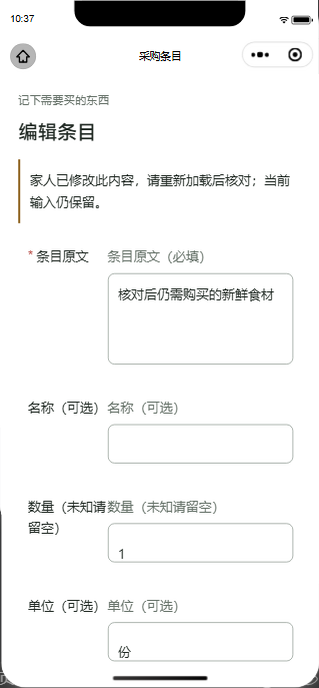 10:37
采购条目
记下需要买的东西
编辑条目
家人已修改此内容，请重新加载后核对；当前
输入仍保留。
* 条目原文 条目原文（必填）
核对后仍需购买的新鲜食材
名称（可选） 名称（可选）
数量（未知请 数量（未知请留空）
留空）
1
单位（可选） 单位（可选）
份